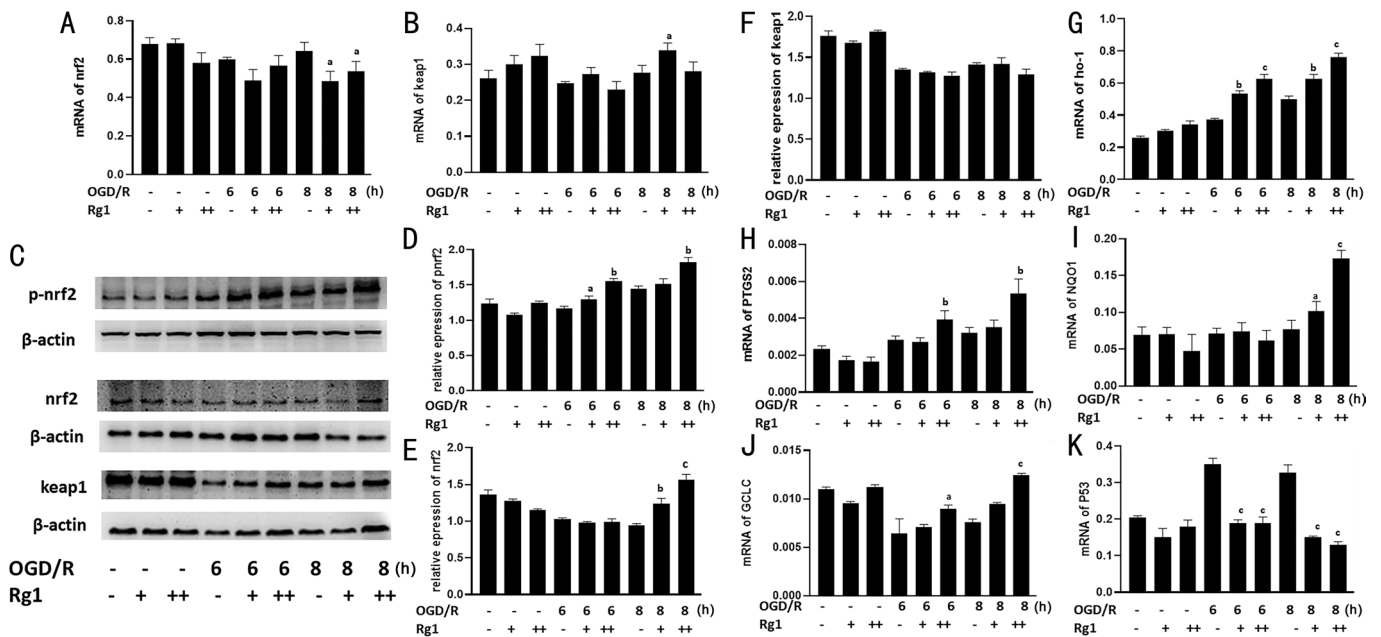 A
mRNA of nrf2
0.8
0.6
0.4
0.2
0.0
a
a
OGD/R - - - 6 6 6 8 8 8 (h)
Rg1 - + ++ - + ++ - + ++
B
mRNA of keap1
0.4
0.3
0.2
0.1
0.0
a
OGD/R - - - 6 6 6 8 8 8 (h)
Rg1 - + ++ - + ++ - + ++
F
relative epression of keap1
2.0
1.5
1.0
0.5
0.0
OGD/R - - - 6 6 6 8 8 8 (h)
Rg1 - + ++ - + ++ - + ++
G
mRNA of ho-1
1.0
0.8
0.6
0.4
0.2
0.0
b
c
b
c
OGD/R - - - 6 6 6 8 8 8 (h)
Rg1 - + ++ - + ++ - + ++
C
p-nrf2
β-actin
nrf2
β-actin
keap1
β-actin
OGD/R - - - 6 6 6 8 8 8 (h)
Rg1 - + ++ - + ++ - + ++
D
relative epression of pnrf2
2.0
1.5
1.0
0.5
0.0
a
b
b
OGD/R - - - 6 6 6 8 8 8 (h)
Rg1 - + ++ - + ++ - + ++
H
mRNA of PTGS2
0.008
0.006
0.004
0.002
0.000
b
b
OGD/R - - - 6 6 6 8 8 8 (h)
Rg1 - + ++ - + ++ - + ++
I
mRNA of NQO1
0.20
0.15
0.10
0.05
0.00
a
c
OGD/R - - - 6 6 6 8 8 8 (h)
Rg1 - + ++ - + ++ - + ++
E
relative epression of nrf2
2.0
1.5
1.0
0.5
0.0
b
c
OGD/R - - - 6 6 6 8 8 8 (h)
Rg1 - + ++ - + ++ - + ++
J
mRNA of GCLC
0.015
0.010
0.005
0.000
a
c
OGD/R - - - 6 6 6 8 8 8 (h)
Rg1 - + ++ - + ++ - + ++
K
mRNA of P53
0.4
0.3
0.2
0.1
c
c
c
c
OGD/R - - - 6 6 6 8 8 8 (h)
Rg1 - + ++ - + ++ - + ++